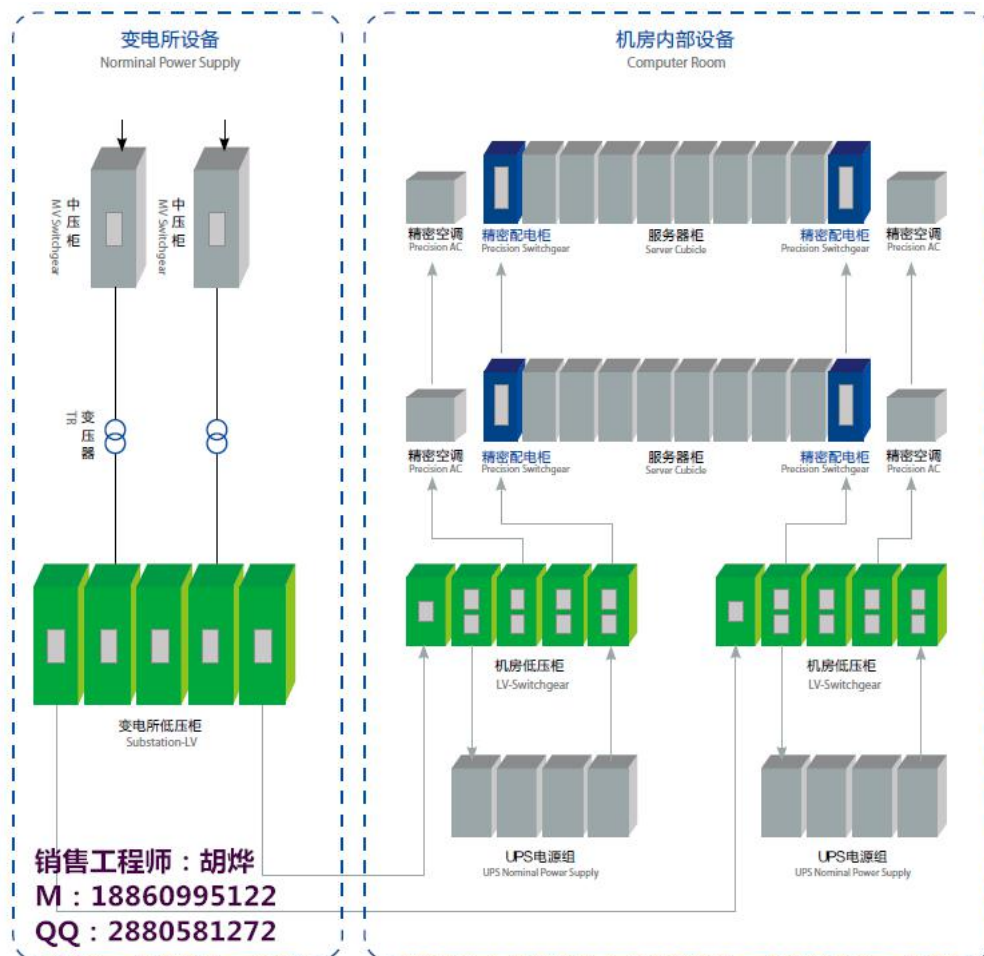 变电所设备
Norminal Power Supply
机房内部设备
Computer Room
中压柜
MV Switchgear
中压柜
MV Switchgear
精密空调
Precision AC
精密配电柜
Precision Switchgear
服务器柜
Server Cubicle
精密配电柜
Precision Switchgear
精密空调
Precision AC
变压器
TR
精密空调
Precision AC
精密配电柜
Precision Switchgear
服务器柜
Server Cubicle
精密配电柜
Precision Switchgear
精密空调
Precision AC
变电所低压柜
Substation-LV
机房低压柜
LV-Switchgear
机房低压柜
LV-Switchgear
UPS电源组
UPS Nominal Power Supply
UPS电源组
UPS Nominal Power Supply
销售工程师：胡烨
M：18860995122
QQ：2880581272